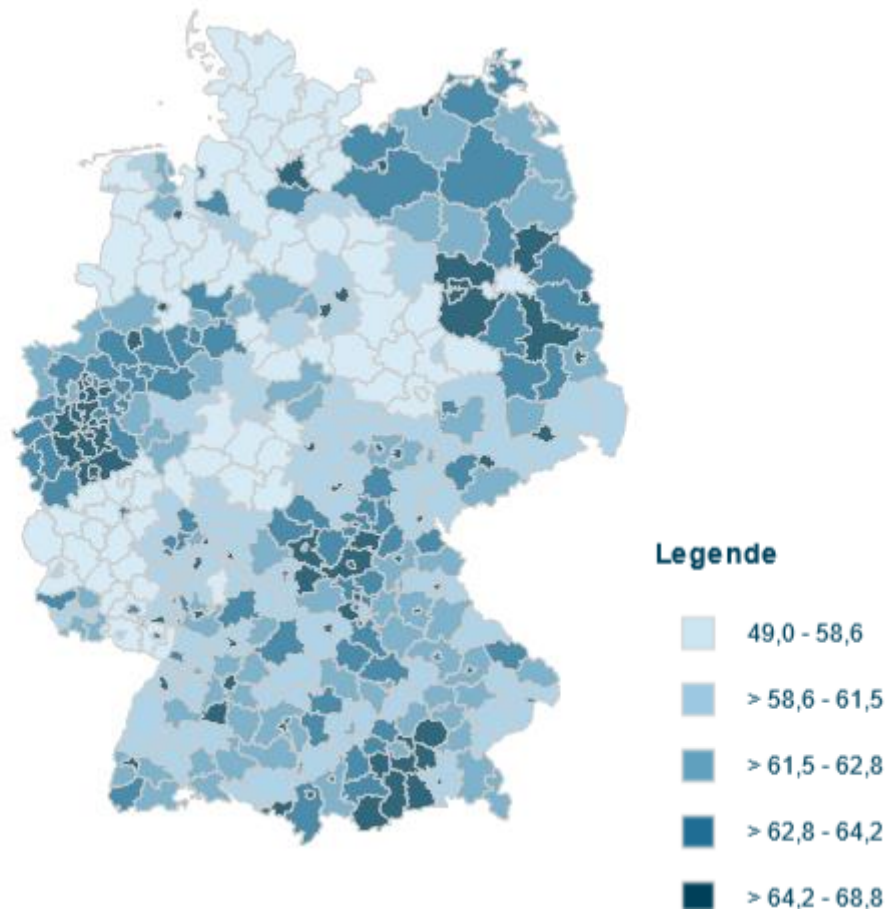 Legende
49,0 - 58,6
> 58,6 - 61,5
> 61,5 - 62,8
> 62,8 - 64,2
> 64,2 - 68,8